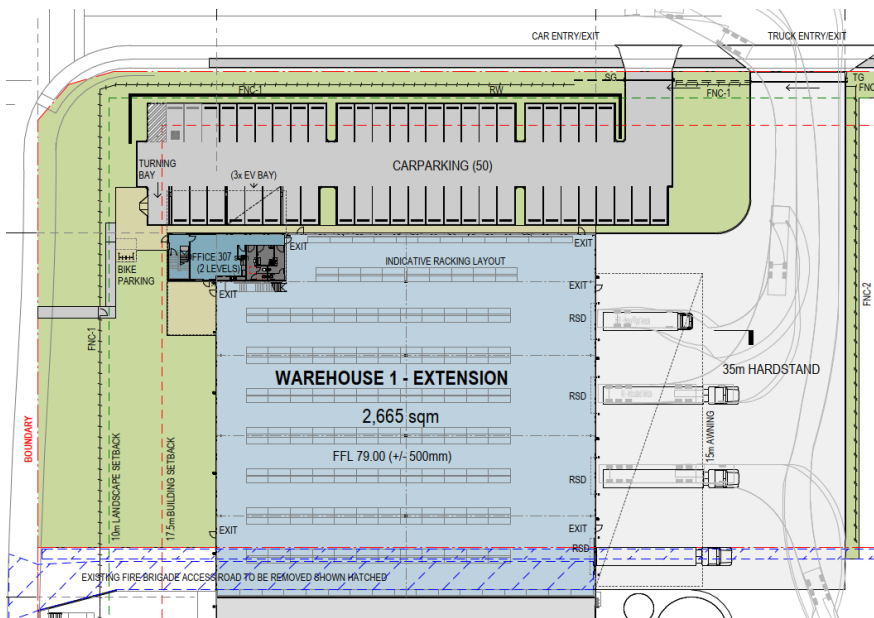 CAR ENTRY/EXIT
TRUCK ENTRY/EXIT
SG
TG
FNC-1
RW
FNC-1
FNC
CARPARKING (50)
TURNING
BAY
(3x EV BAY)
OFFICE 307 sqm
(2 LEVELS)
EXIT
EXIT
BIKE
PARKING
INDICATIVE RACKING LAYOUT
EXIT
EXIT
FNC-2
RSD
FNC-1
35m HARDSTAND
WAREHOUSE 1 - EXTENSION
RSD
2,665 sqm
BOUNDARY
10m LANDSCAPE SETBACK
17.5m BUILDING SETBACK
15m AWNING
FFL 79.00 (+/- 500mm)
RSD
EXIT
EXIT
RSD
EXISTING FIRE BRIGADE ACCESS ROAD TO BE REMOVED SHOWN HATCHED